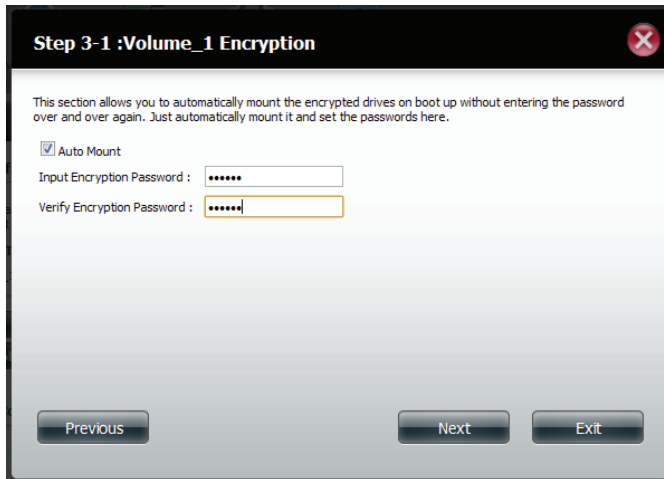 Step 3-1 :Volume_1 Encryption
This section allows you to automatically mount the encrypted drives on boot up without entering the password
over and over again. Just automatically mount it and set the passwords here.
Auto Mount
Input Encryption Password :
••••••
Verify Encryption Password :
••••••
Previous
Next
Exit